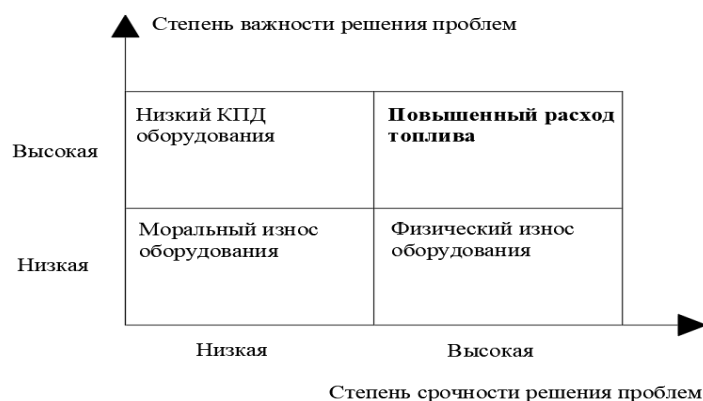 Степень важности решения проблем
Низкий КПД
оборудования
Повышенный расход
топлива
Высокая
Моральный износ
оборудования
Физический износ
оборудования
Низкая
Низкая
Высокая
Степень срочности решения проблем